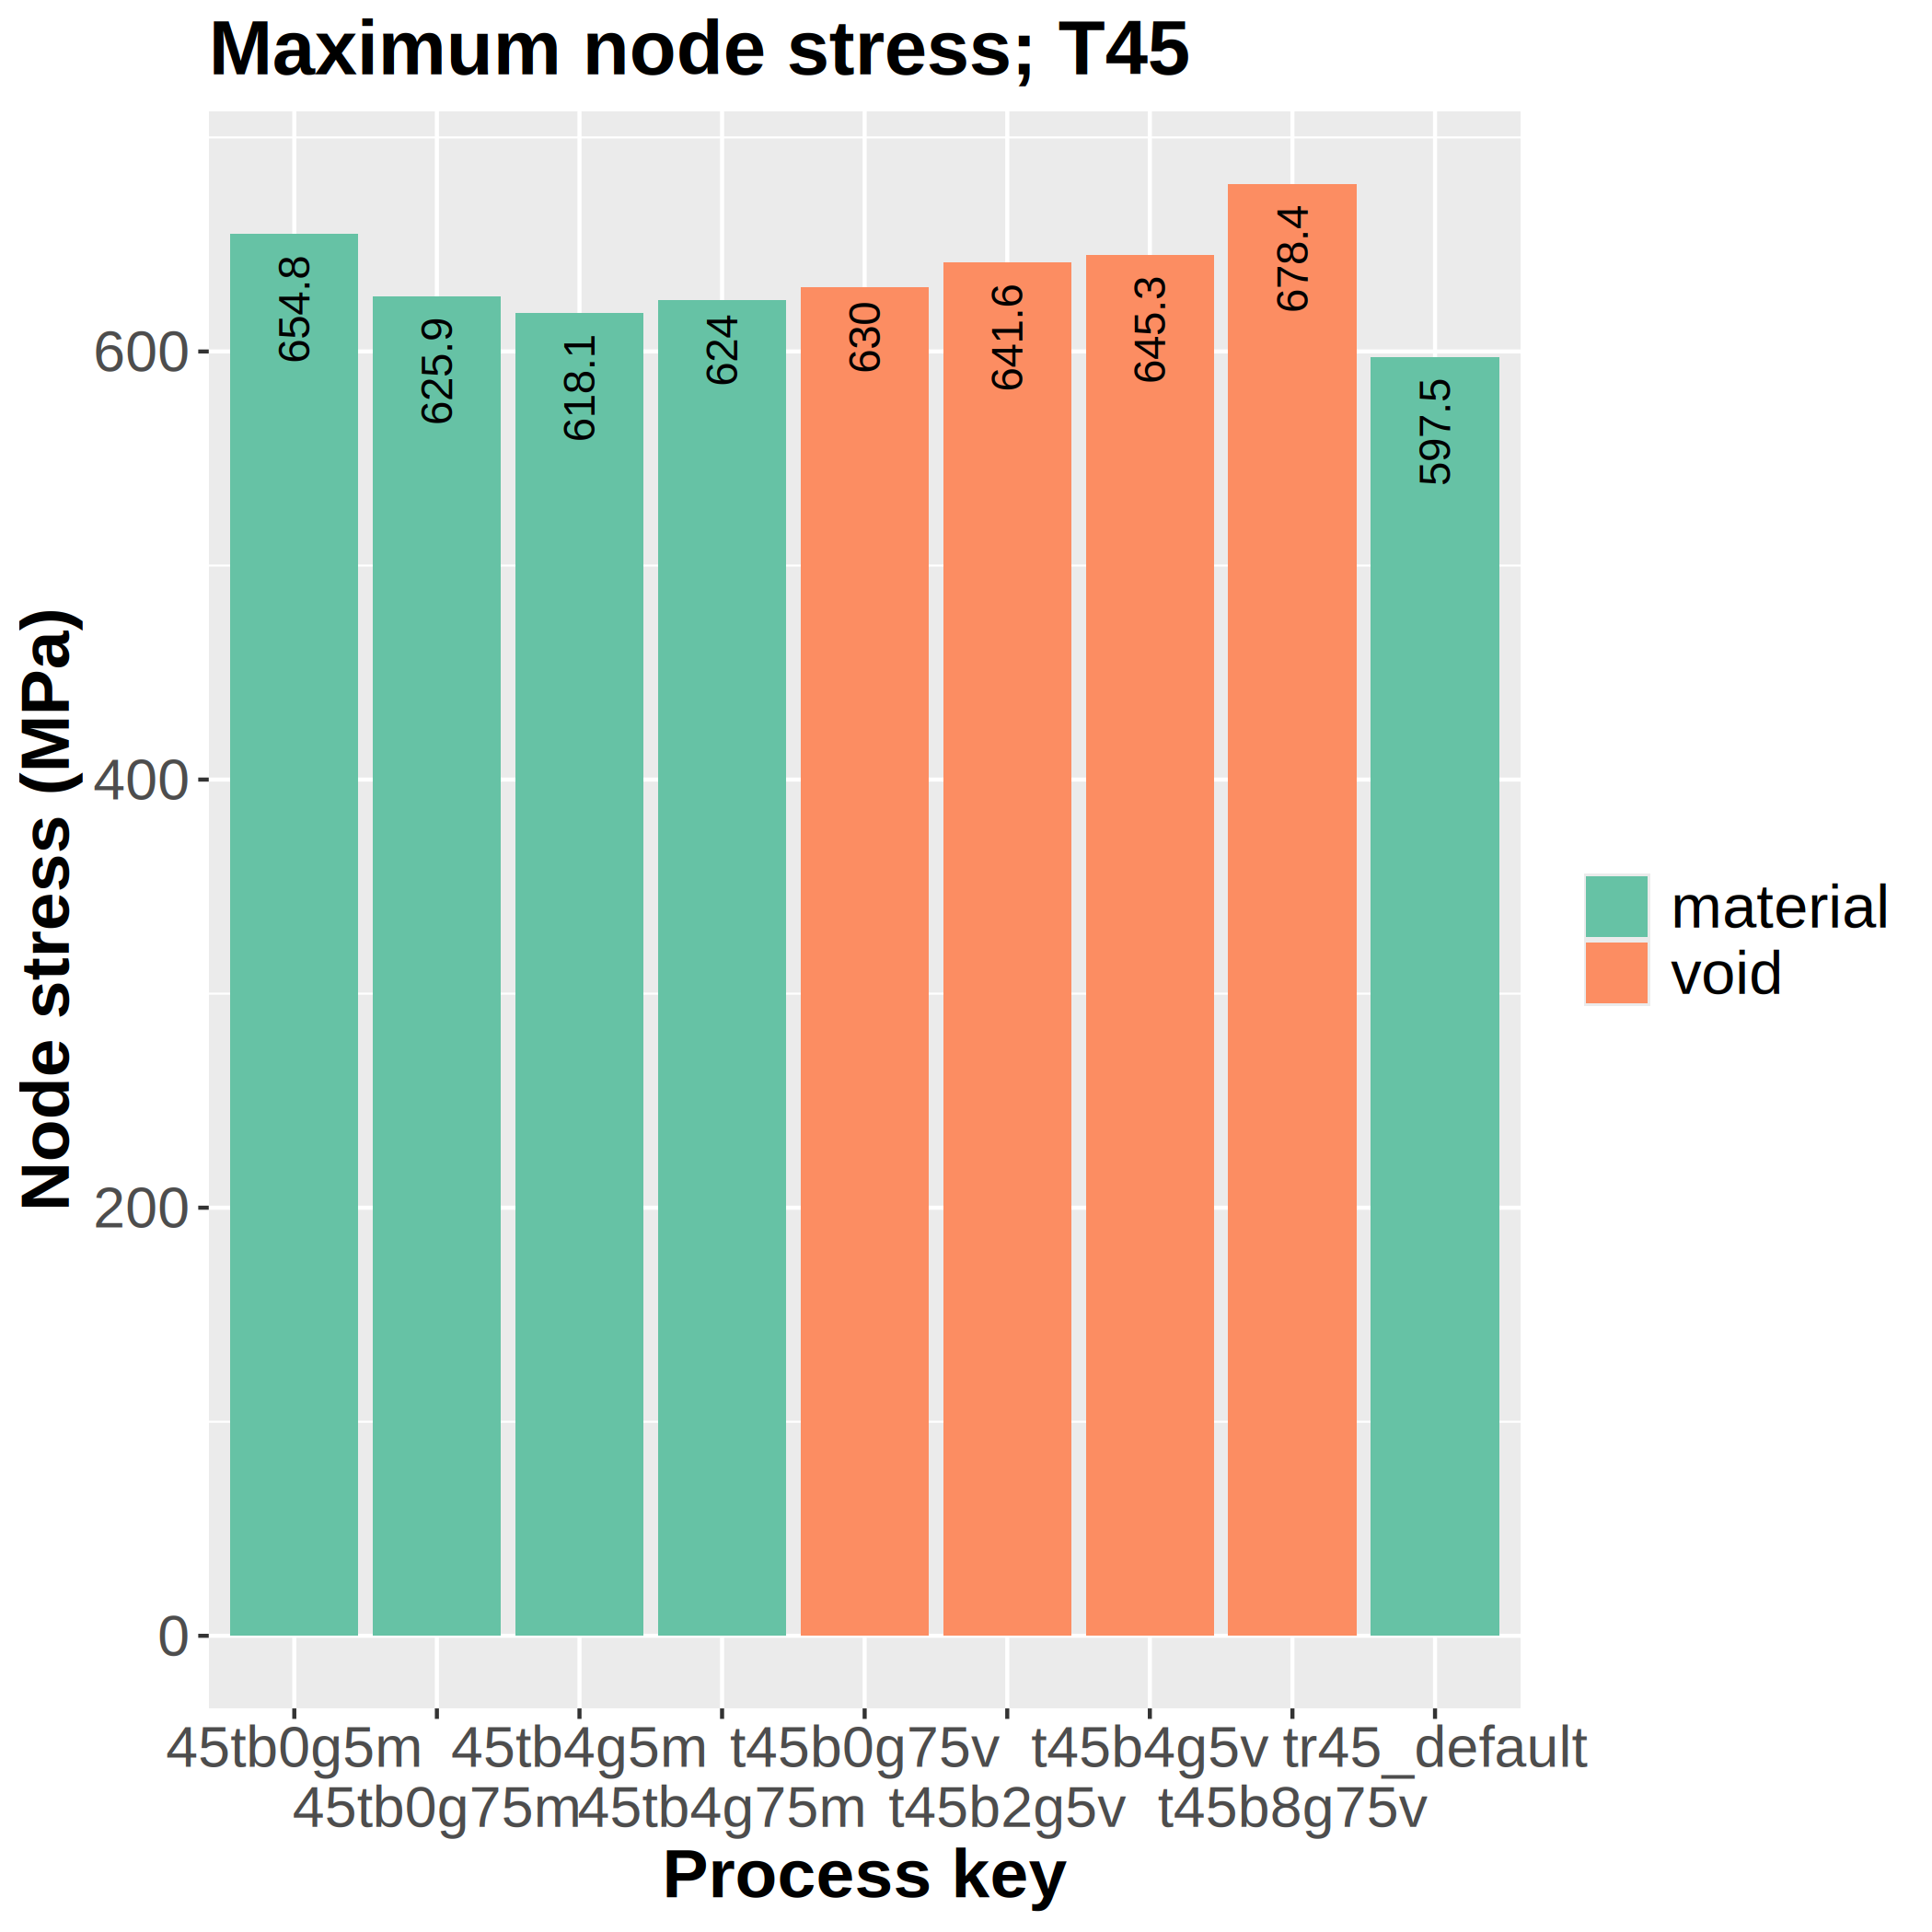 Maximum node stress; T45
Node stress (MPa)
600
400
200
0
654.8
625.9
618.1
624
630
641.6
645.3
678.4
597.5
45tb0g5m 45tb4g5m t45b0g75v t45b4g5v tr45_default
45tb0g75m 45tb4g75m t45b2g5v t45b8g75v
Process key
material
void